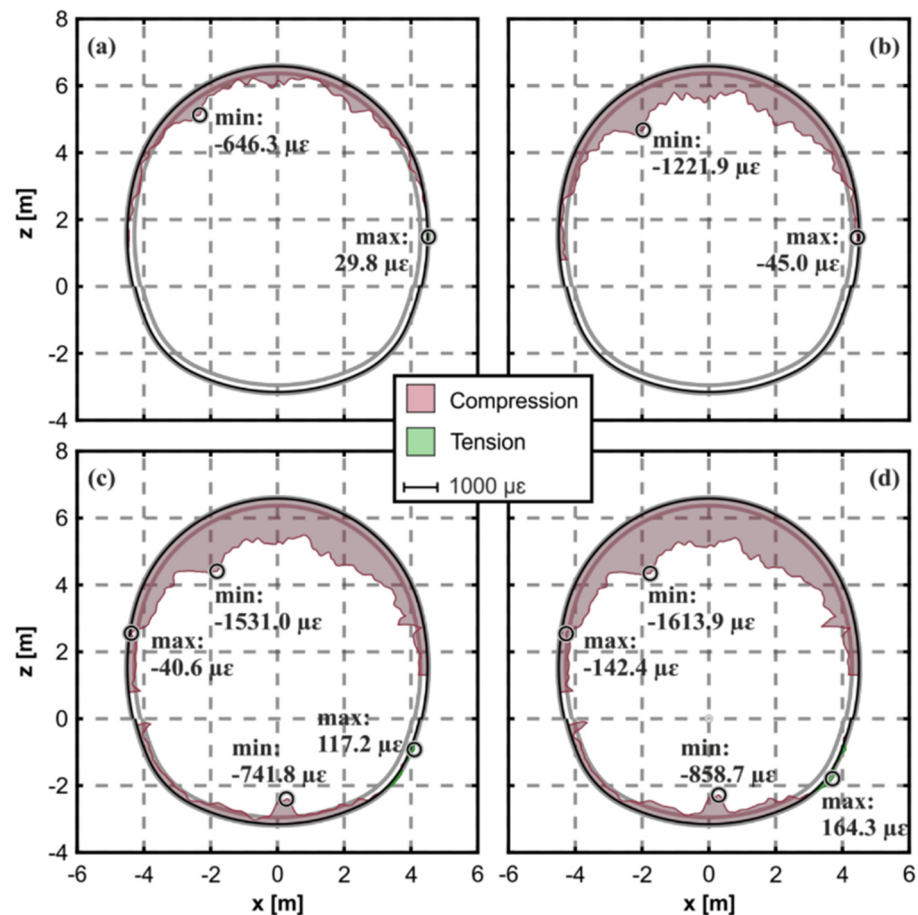 8
6
4
2
0
-2
-4
z [m]
(a)
min:
-646.3 µε
max:
29.8 µε
(b)
min:
-1221.9 µε
max:
-45.0 µε
Compression
Tension
1000 µε
8
6
4
2
0
-2
-4
z [m]
(c)
min:
-1531.0 µε
max:
-40.6 µε
max:
117.2 µε
min:
-741.8 µε
-6 -4 -2 0 2 4 6
x [m]
(d)
min:
-1613.9 µε
max:
-142.4 µε
min:
-858.7 µε
max:
164.3 µε
-6 -4 -2 0 2 4 6
x [m]